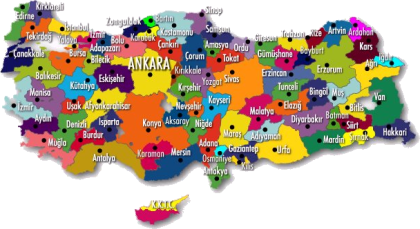 Kırklareli
Edirne
Tekirdağ
İstanbul
Zonguldak
Bartın
Sinop
Kastamonu
Karabük
Samsun
Ordu
Giresun
Trabzon
Rize
Artvin
Ardahan
Kars
Yalova
İzmit
Adapazarı
Bolu
Çankırı
Çorum
Amasya
Tokat
Gümüşhane
Bayburt
Çanakkale
Bursa
Bilecik
Eskişehir
ANKARA
Kırıkkale
Yozgat
Sivas
Erzincan
Erzurum
Ağrı
Balıkesir
Kütahya
Kırşehir
Tunceli
Bingöl
Muş
Van
Manisa
Uşak
Afyonkarahisar
Nevşehir
Kayseri
Malatya
Elazığ
Bitlis
İzmir
Aydın
Denizli
Isparta
Konya
Aksaray
Niğde
Maraş
Adıyaman
Diyarbakır
Batman
Siirt
Hakkari
Muğla
Burdur
Antalya
Karaman
Mersin
Adana
Osmaniye
Gaziantep
Urfa
Mardin
Şırnak
Antakya
Kilis
KKTC